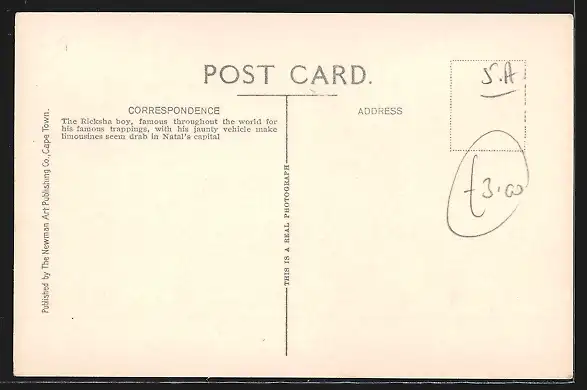 POST CARD.
S.A
CORRESPONDENCE
ADDRESS
The Ricksha boy, famous throughout the world for
his famous trappings, with his jaunty vehicle make
limousines seem drab in Natal's capital
£3.00
THIS IS A REAL PHOTOGRAPH
Published by The Newman Art Publishing Co., Cape Town.